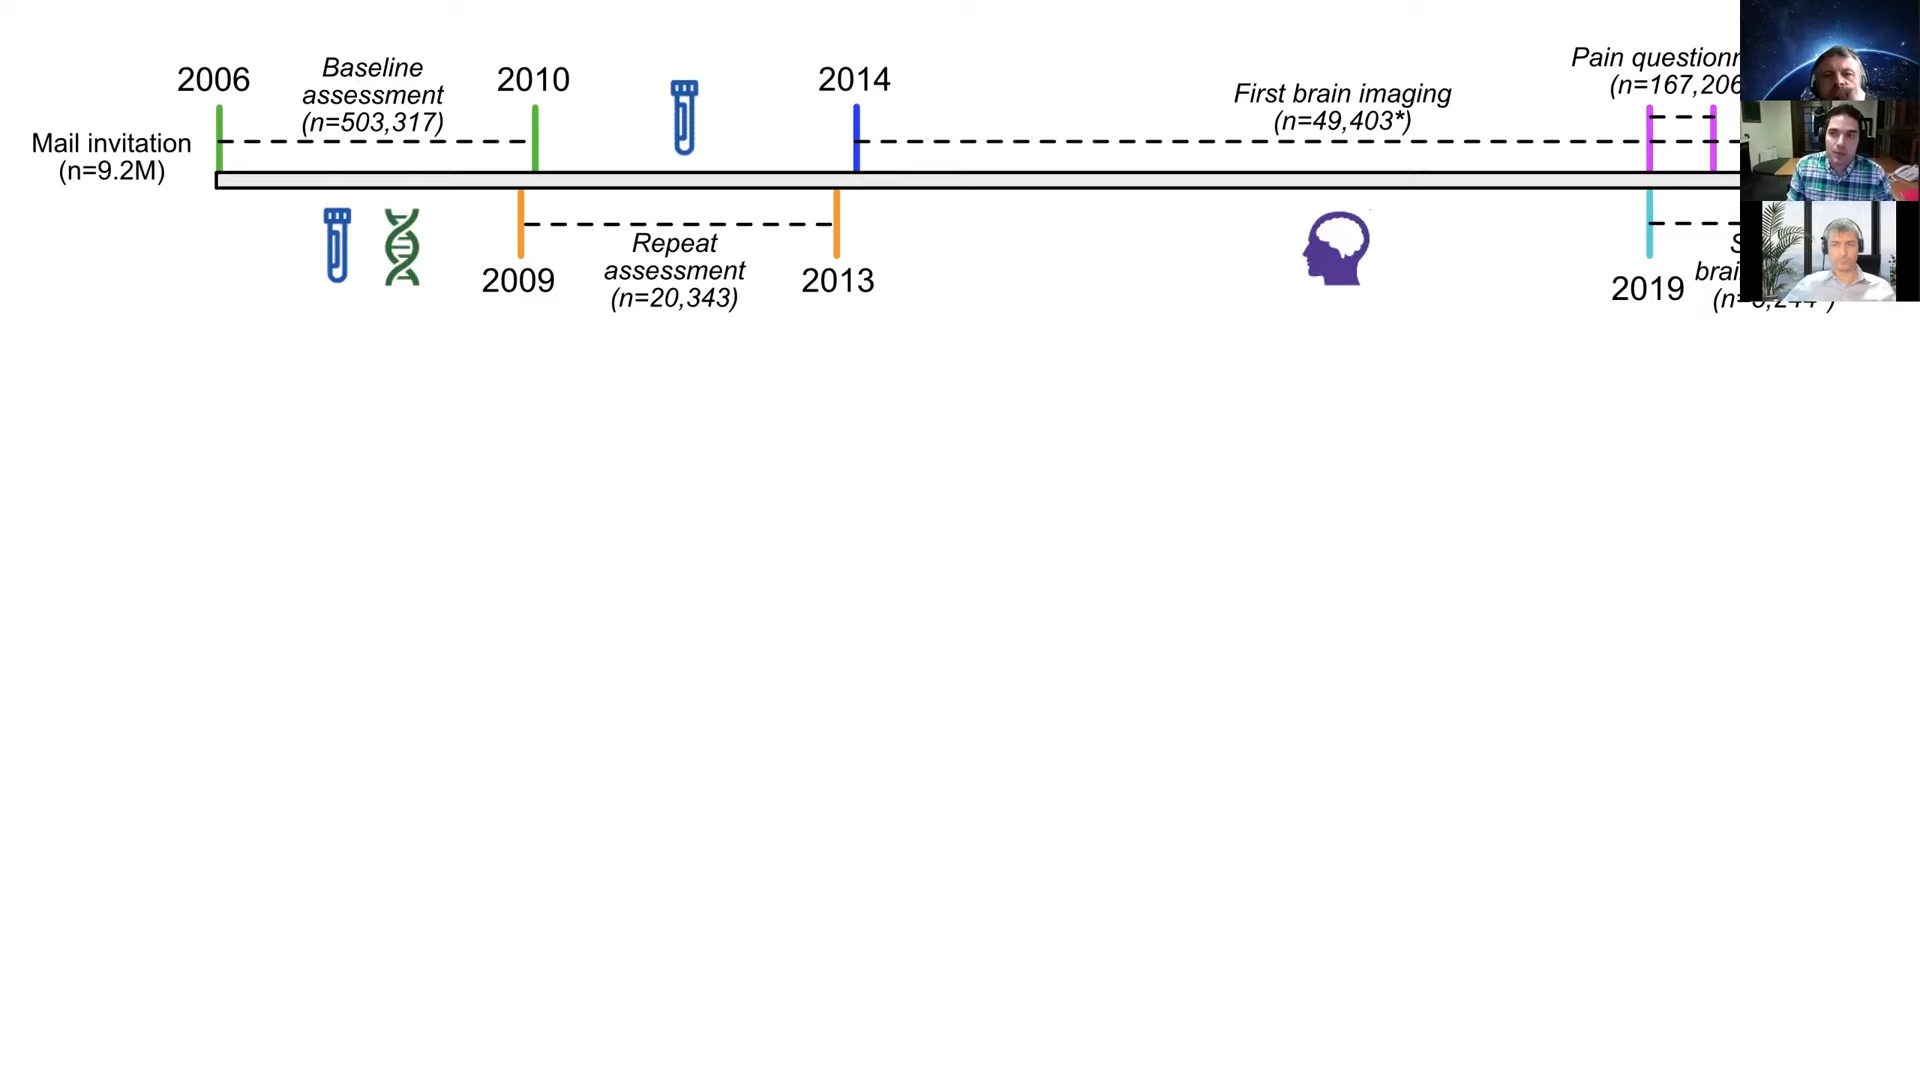 2006
Baseline
assessment
(n=503,317)
2010
2014
First brain imaging
(n=49,403*)
Pain questionn
(n=167,206
Mail invitation
(n=9.2M)
2009
Repeat
assessment
(n=20,343)
2013
2019
brai
(n=